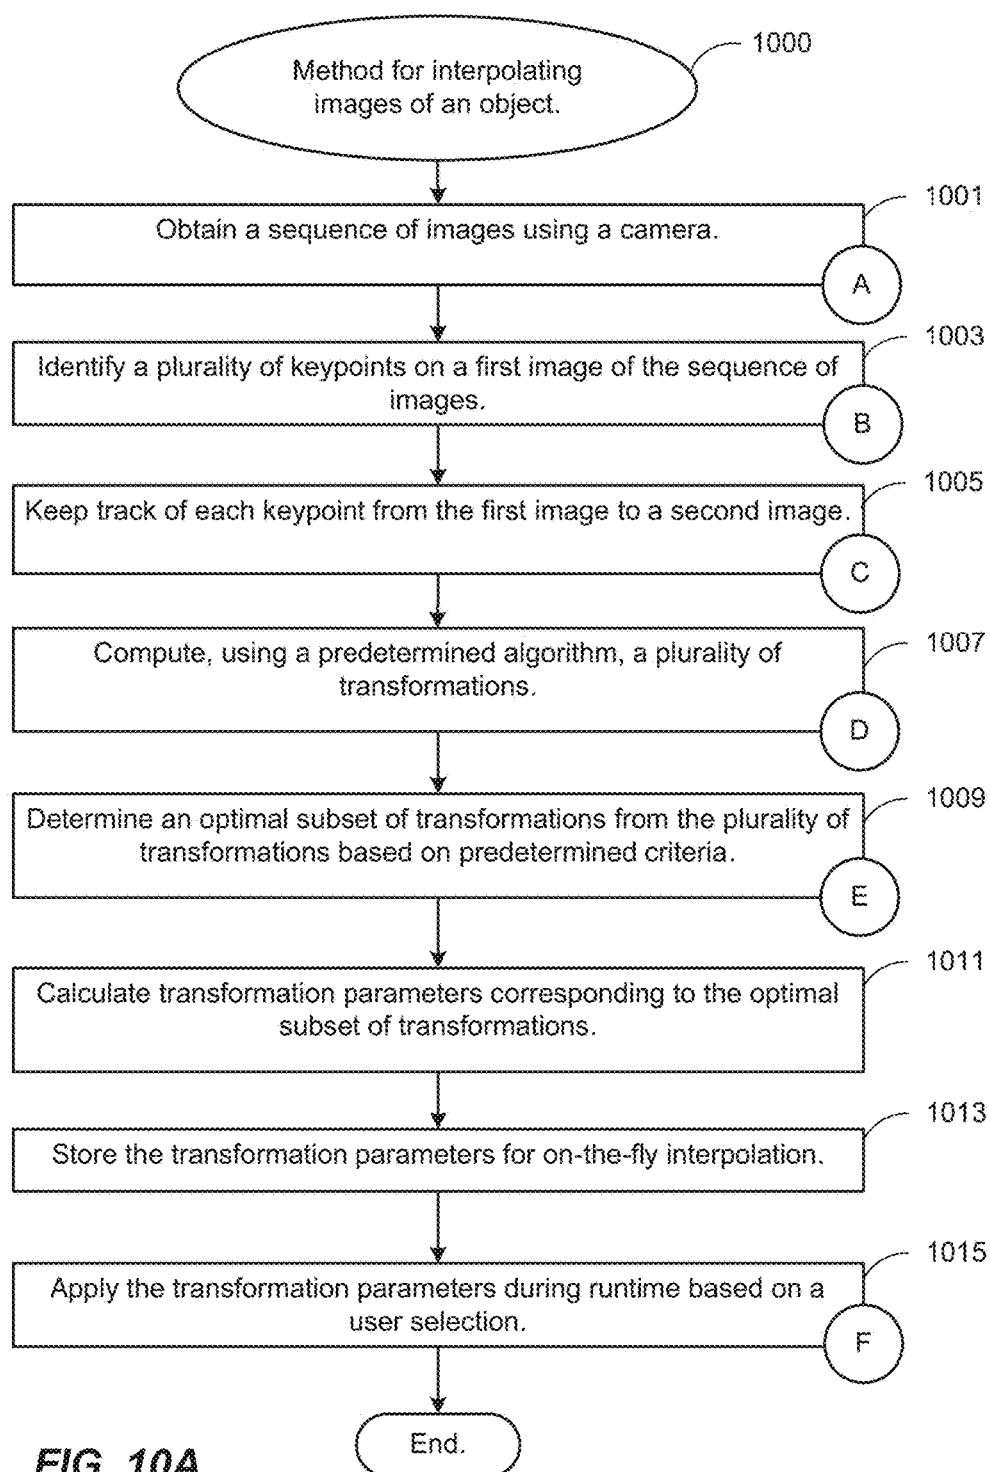 1000
Method for interpolating
images of an object.
1001
Obtain a sequence of images using a camera.
A
1003
Identify a plurality of keypoints on a first image of the sequence of
images.
B
1005
Keep track of each keypoint from the first image to a second image.
C
1007
Compute, using a predetermined algorithm, a plurality of
transformations.
D
1009
Determine an optimal subset of transformations from the plurality of
transformations based on predetermined criteria.
E
1011
Calculate transformation parameters corresponding to the optimal
subset of transformations.
1013
Store the transformation parameters for on-the-fly interpolation.
1015
Apply the transformation parameters during runtime based on a
user selection.
F
End.
FIG. 10A